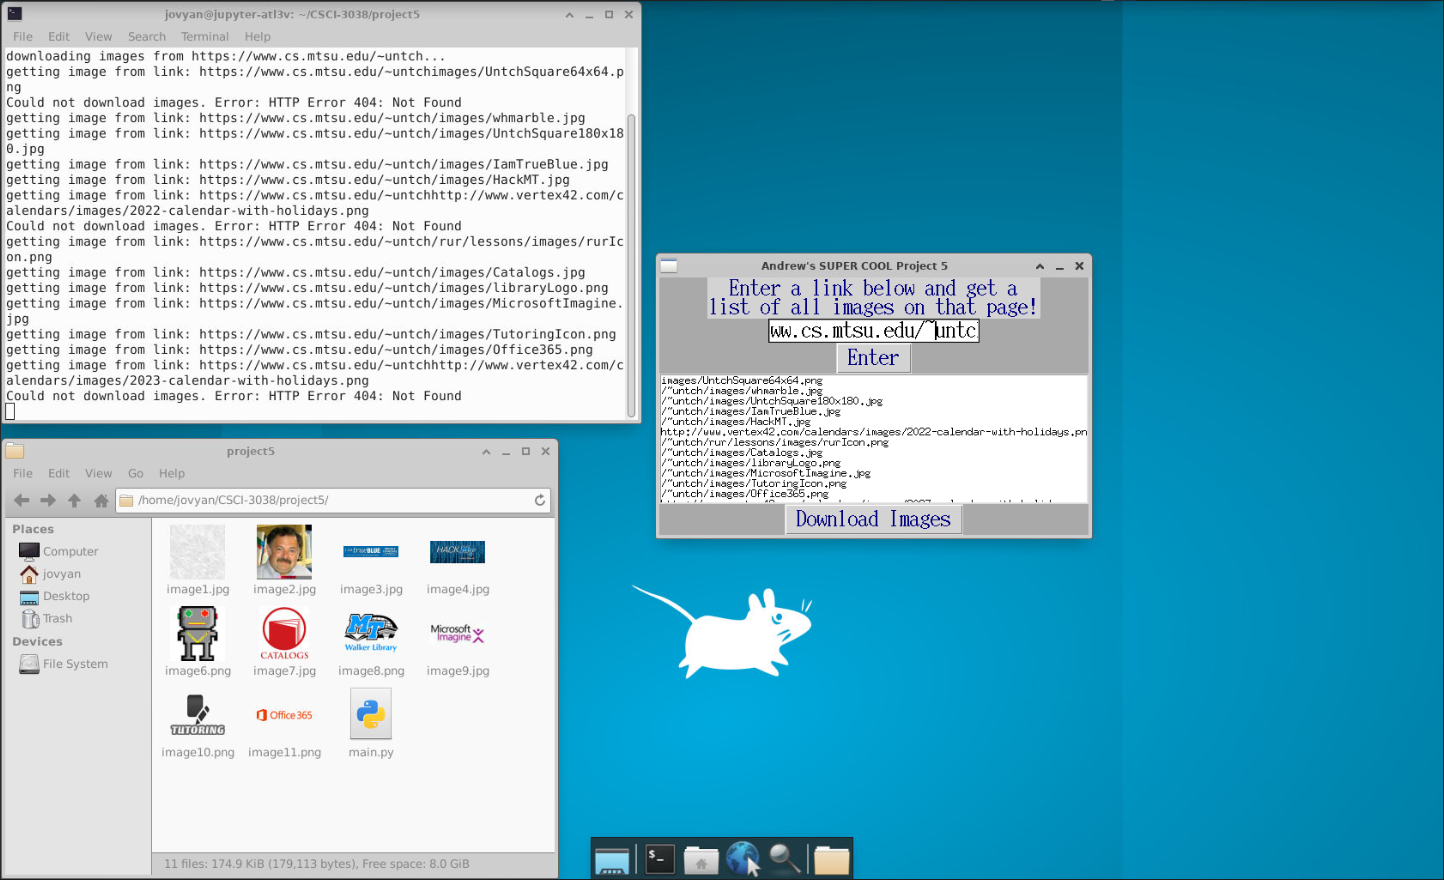 jovyan@jupyter-atl3v: ~/CSCI-3038/project5
File Edit View Search Terminal Help
downloading images from https://www.cs.mtsu.edu/~untch...
getting image from link: https://www.cs.mtsu.edu/~untchimages/UntchSquare64x64.p
ng
Could not download images. Error: HTTP Error 404: Not Found
getting image from link: https://www.cs.mtsu.edu/~untch/images/whmarble.jpg
getting image from link: https://www.cs.mtsu.edu/~untch/images/UntchSquare180x18
0.jpg
getting image from link: https://www.cs.mtsu.edu/~untch/images/IamTrueBlue.jpg
getting image from link: https://www.cs.mtsu.edu/~untch/images/HackMT.jpg
getting image from link: https://www.cs.mtsu.edu/~untchhttp://www.vertex42.com/c
alendars/images/2022-calendar-with-holidays.png
Could not download images. Error: HTTP Error 404: Not Found
getting image from link: https://www.cs.mtsu.edu/~untch/rur/lessons/images/rurIc
on.png
getting image from link: https://www.cs.mtsu.edu/~untch/images/Catalogs.jpg
getting image from link: https://www.cs.mtsu.edu/~untch/images/libraryLogo.png
getting image from link: https://www.cs.mtsu.edu/~untch/images/MicrosoftImagine.
jpg
getting image from link: https://www.cs.mtsu.edu/~untch/images/TutoringIcon.png
getting image from link: https://www.cs.mtsu.edu/~untch/images/Office365.png
getting image from link: https://www.cs.mtsu.edu/~untchhttp://www.vertex42.com/c
alendars/images/2023-calendar-with-holidays.png
Could not download images. Error: HTTP Error 404: Not Found
Andrew's SUPER COOL Project 5
Enter a link below and get a
list of all images on that page!
ww.cs.mtsu.edu/~untc
Enter
images/UntchSquare64x64.png
/~untch/images/whmarble.jpg
/~untch/images/UntchSquare180x180.jpg
/~untch/images/IamTrueBlue.jpg
/~untch/images/HackMT.jpg
http://www.vertex42.com/calendars/images/2022-calendar-with-holidays.pn
/~untch/rur/lessons/images/rurIcon.png
/~untch/images/Catalogs.jpg
/~untch/images/libraryLogo.png
/~untch/images/MicrosoftImagine.jpg
/~untch/images/TutoringIcon.png
/~untch/images/Office365.png
Download Images
project5
File Edit View Go Help
/home/jovyan/CSCI-3038/project5/
Places
Computer
jovyan
Desktop
Trash
Devices
File System
image1.jpg image2.jpg image3.jpg image4.jpg
CATALOGS
MT
Walker Library
Microsoft
Imagine
image6.png image7.jpg image8.png image9.jpg
TUTORING
Office 365
image10.png image11.png main.py
11 files: 174.9 KiB (179,113 bytes), Free space: 8.0 GiB